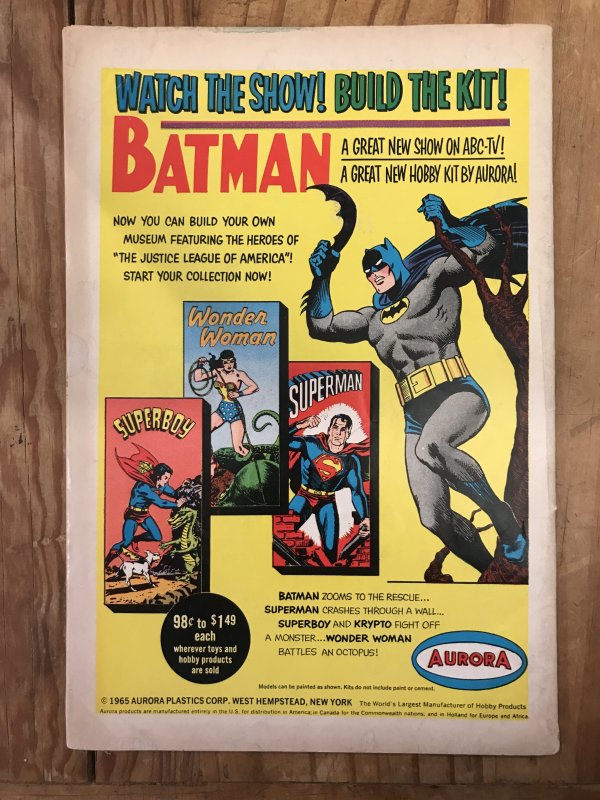 WATCH THE SHOW! BUILD THE KIT!
BATMAN
A GREAT NEW SHOW ON ABC-TV!
A GREAT NEW HOBBY KIT BY AURORA!
NOW YOU CAN BUILD YOUR OWN
MUSEUM FEATURING THE HEROES OF
"THE JUSTICE LEAGUE OF AMERICA"!
START YOUR COLLECTION NOW!
Wonder
Woman
SUPERMAN
SUPERBOY
BATMAN ZOOMS TO THE RESCUE...
SUPERMAN CRASHES THROUGH A WALL...
SUPERBOY AND KRYPTO FIGHT OFF
A MONSTER...WONDER WOMAN
BATTLES AN OCTOPUS!
98¢ to $1 49
each
wherever toys and
hobby products
are sold
AURORA
Models can be painted as shown. Kits do not include paint or cement.
© 1965 AURORA PLASTICS CORP. WEST HEMPSTEAD, NEW YORK The World's Largest Manufacturer of Hobby Products
Aurora products are manufactured entirely in the U.S. for distribution in America; in Canada for the Commonwealth nations; and in Holland for Europe and Africa